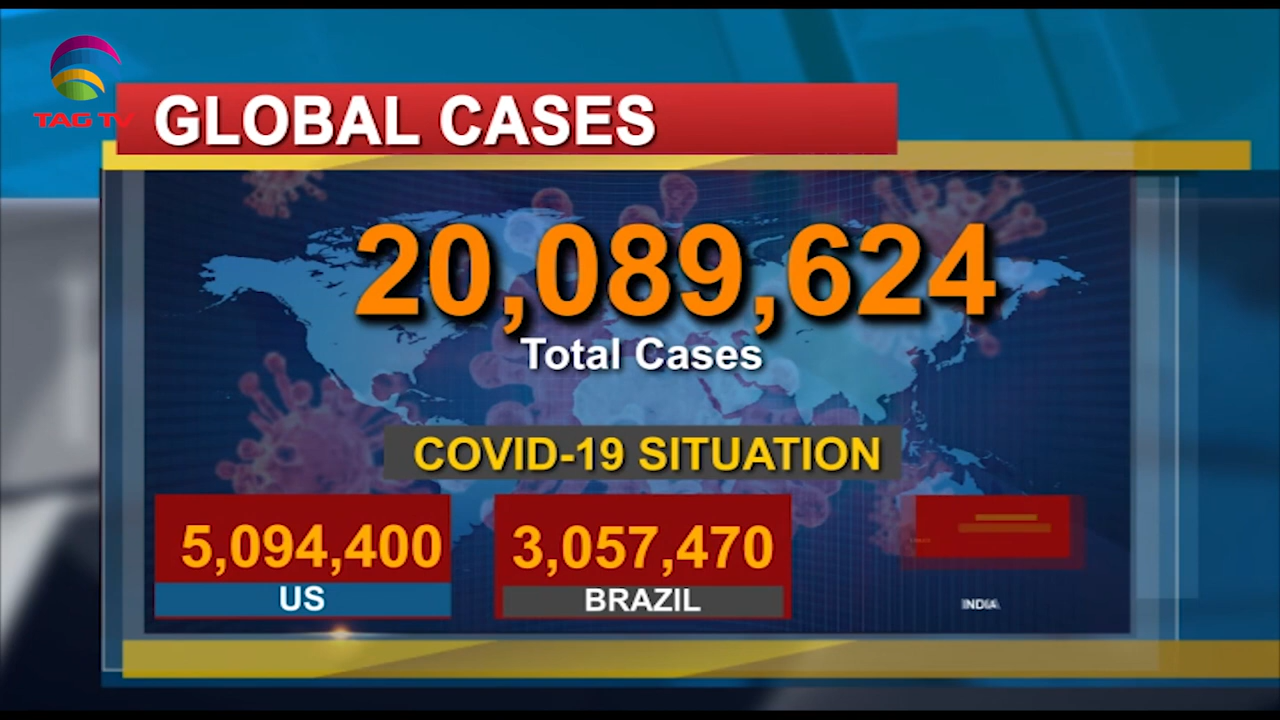 TAG TV
GLOBAL CASES
20,089,624
Total Cases
COVID-19 SITUATION
5,094,400
3,057,470
US
BRAZIL
INDIA